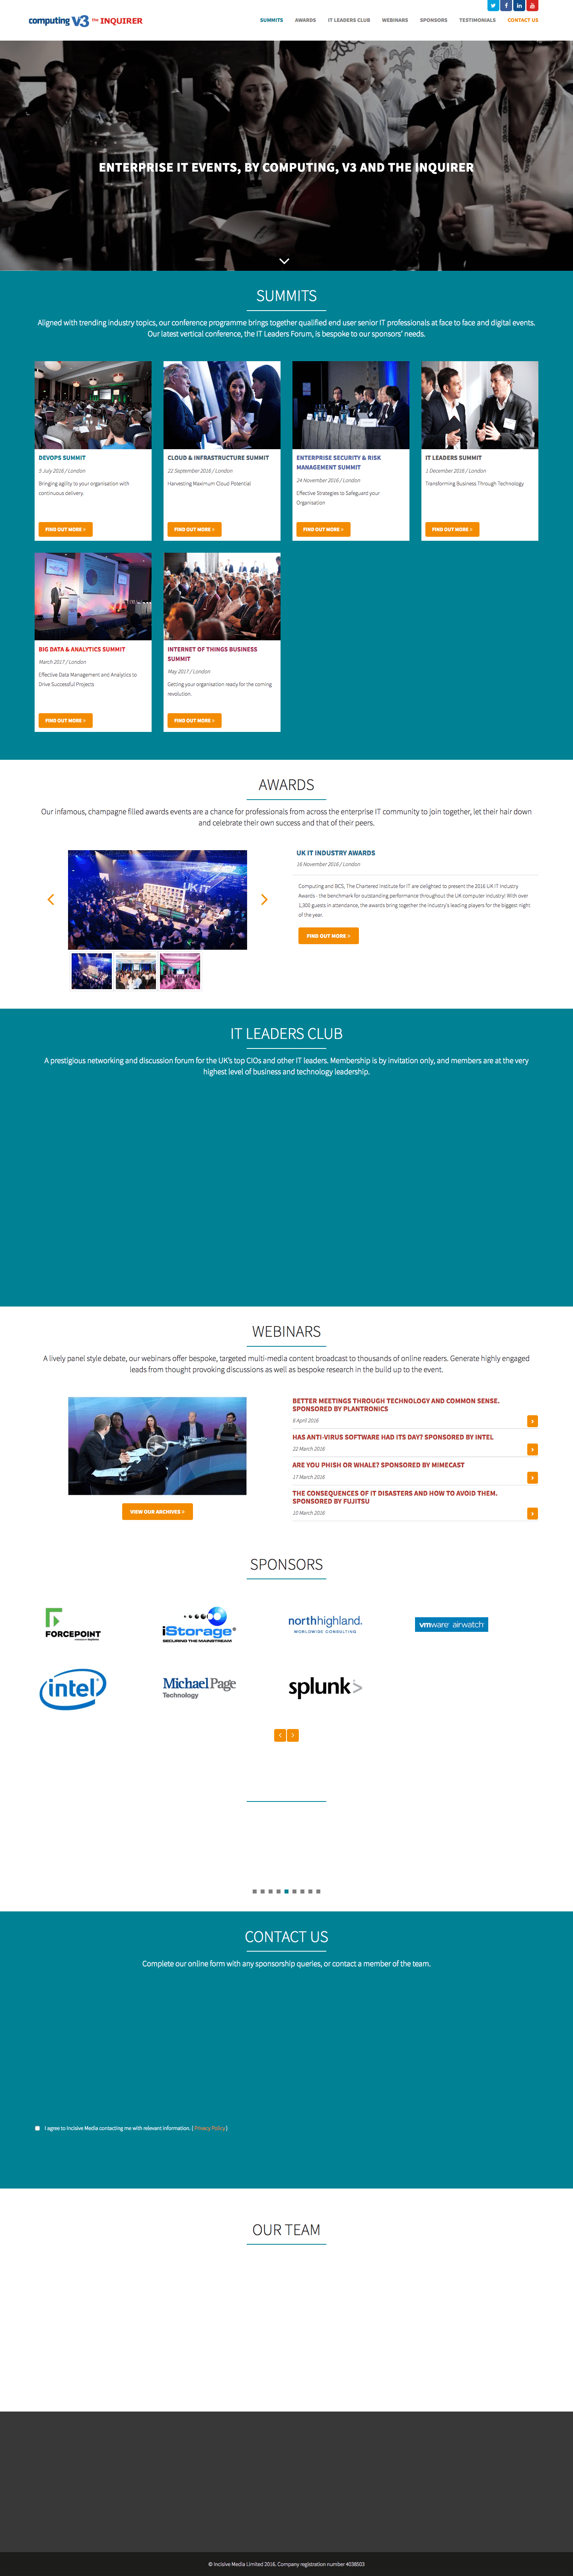 computing V3 the INQUIRER
SUMMITS AWARDS IT LEADERS CLUB WEBINARS SPONSORS TESTIMONIALS CONTACT US
ENTERPRISE IT EVENTS, BY COMPUTING, V3 AND THE INQUIRER
SUMMITS
Aligned with trending industry topics, our conference programme brings together qualified end user senior IT professionals at face to face and digital events.
Our latest vertical conference, the IT Leaders Forum, is bespoke to our sponsors' needs.
DEVOPS SUMMIT
5 July 2016 / London
Bringing agility to your organisation with
continuous delivery.
FIND OUT MORE >
CLOUD & INFRASTRUCTURE SUMMIT
22 September 2016 / London
Harvesting Maximum Cloud Potential
FIND OUT MORE >
ENTERPRISE SECURITY & RISK
MANAGEMENT SUMMIT
24 November 2016 / London
Effective Strategies to Safeguard your
Organisation
FIND OUT MORE >
IT LEADERS SUMMIT
1 December 2016 / London
Transforming Business Through Technology
FIND OUT MORE >
BIG DATA & ANALYTICS SUMMIT
March 2017 / London
Effective Data Management and Analytics to
Drive Successful Projects
FIND OUT MORE >
INTERNET OF THINGS BUSINESS
SUMMIT
May 2017 / London
Getting your organisation ready for the coming
revolution.
FIND OUT MORE >
AWARDS
Our infamous, champagne filled awards events are a chance for professionals from across the enterprise IT community to join together, let their hair down
and celebrate their own success and that of their peers.
UK IT
UK IT INDUSTRY AWARDS
16 November 2016 / London
Computing and BCS, The Chartered Institute for IT are delighted to present the 2016 UK IT Industry
Awards - the benchmark for outstanding performance throughout the UK computer industry! With over
1,300 guests in attendance, the awards bring together the industry's leading players for the biggest night
of the year.
FIND OUT MORE >
IT LEADERS CLUB
A prestigious networking and discussion forum for the UK's top CIOs and other IT leaders. Membership is by invitation only, and members are at the very
highest level of business and technology leadership.
WEBINARS
A lively panel style debate, our webinars offer bespoke, targeted multi-media content broadcast to thousands of online readers. Generate highly engaged
leads from thought provoking discussions as well as bespoke research in the build up to the event.
VIEW OUR ARCHIVES >
BETTER MEETINGS THROUGH TECHNOLOGY AND COMMON SENSE.
SPONSORED BY PLANTRONICS
8 April 2016
HAS ANTI-VIRUS SOFTWARE HAD ITS DAY? SPONSORED BY INTEL
22 March 2016
ARE YOU PHISH OR WHALE? SPONSORED BY MIMECAST
17 March 2016
THE CONSEQUENCES OF IT DISASTERS AND HOW TO AVOID THEM.
SPONSORED BY FUJITSU
10 March 2016
SPONSORS
FORCEPOINT
iStorage
SECURING THE MAINSTREAM
northhighland.
WORLDWIDE CONSULTING
vmware airwatch
intel
Michael Page
Technology
splunk>
CONTACT US
Complete our online form with any sponsorship queries, or contact a member of the team.
I agree to Incisive Media contacting me with relevant information. ( Privacy Policy )
OUR TEAM
© Incisive Media Limited 2016. Company registration number 4038503